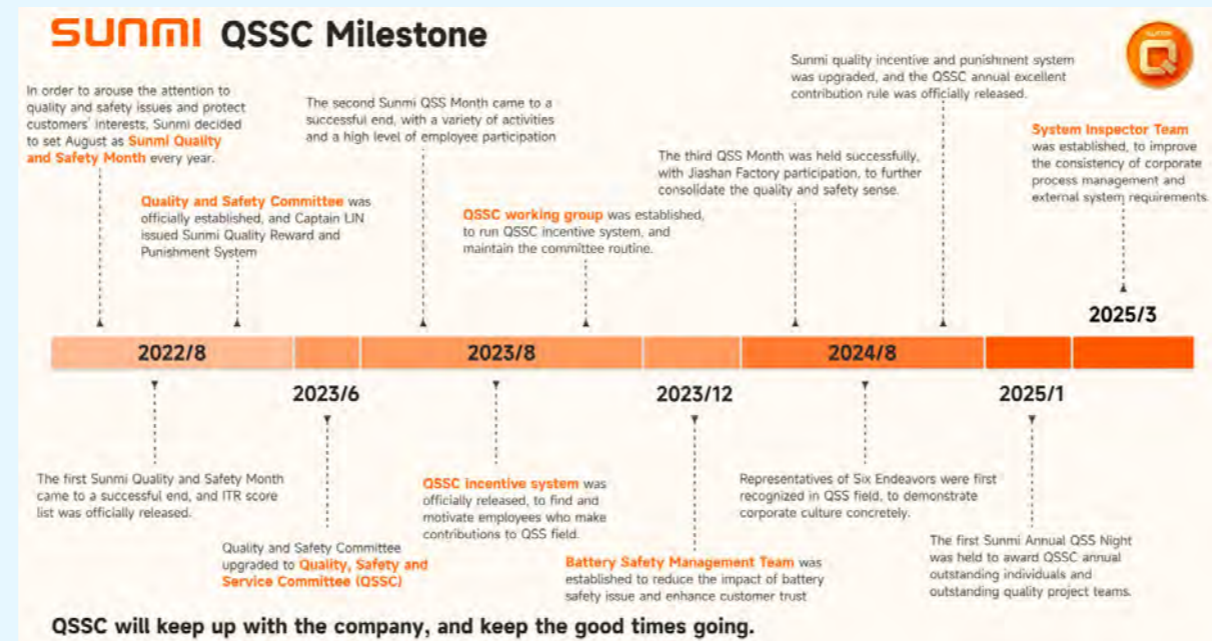 sunmi QSSC Milestone
In order to arouse the attention to
quality and safety issues and protect
customers' interests, Sunmi decided
to set August as Sunmi Quality
and Safety Month every year.
Quality and Safety Committee was
officially established, and Captain LIN
issued Sunmi Quality Reward and
Punishment System
The second Sunmi QSS Month came to a
successful end, with a variety of activities
and a high level of employee participation
QSSC working group was established,
to run QSSC incentive system, and
maintain the committee routine.
The third QSS Month was held successfully,
with Jiashan Factory participation, to further
consolidate the quality and safety sense.
Sunmi quality incentive and punishment system
was upgraded, and the QSSC annual excellent
contribution rule was officially released.
System Inspector Team
was established, to improve
the consistency of corporate
process management and
external system requirements
2025/3
2022/8
2023/8
2024/8
2023/6
2023/12
2025/1
The first Sunmi Quality and Safety Month
came to a successful end, and ITR score
list was officially released.
Quality and Safety Committee
upgraded to Quality, Safety and
Service Committee (QSSC)
QSSC incentive system was
officially released, to find and
motivate employees who make
contributions to QSS field.
Battery Safety Management Team was
established to reduce the impact of battery
safety issue and enhance customer trust
Representatives of Six Endeavors were first
recognized in QSS field, to demonstrate
corporate culture concretely.
The first Sunmi Annual QSS Night
was held to award QSSC annual
outstanding individuals and
outstanding quality project teams.
QSSC will keep up with the company, and keep the good times going.